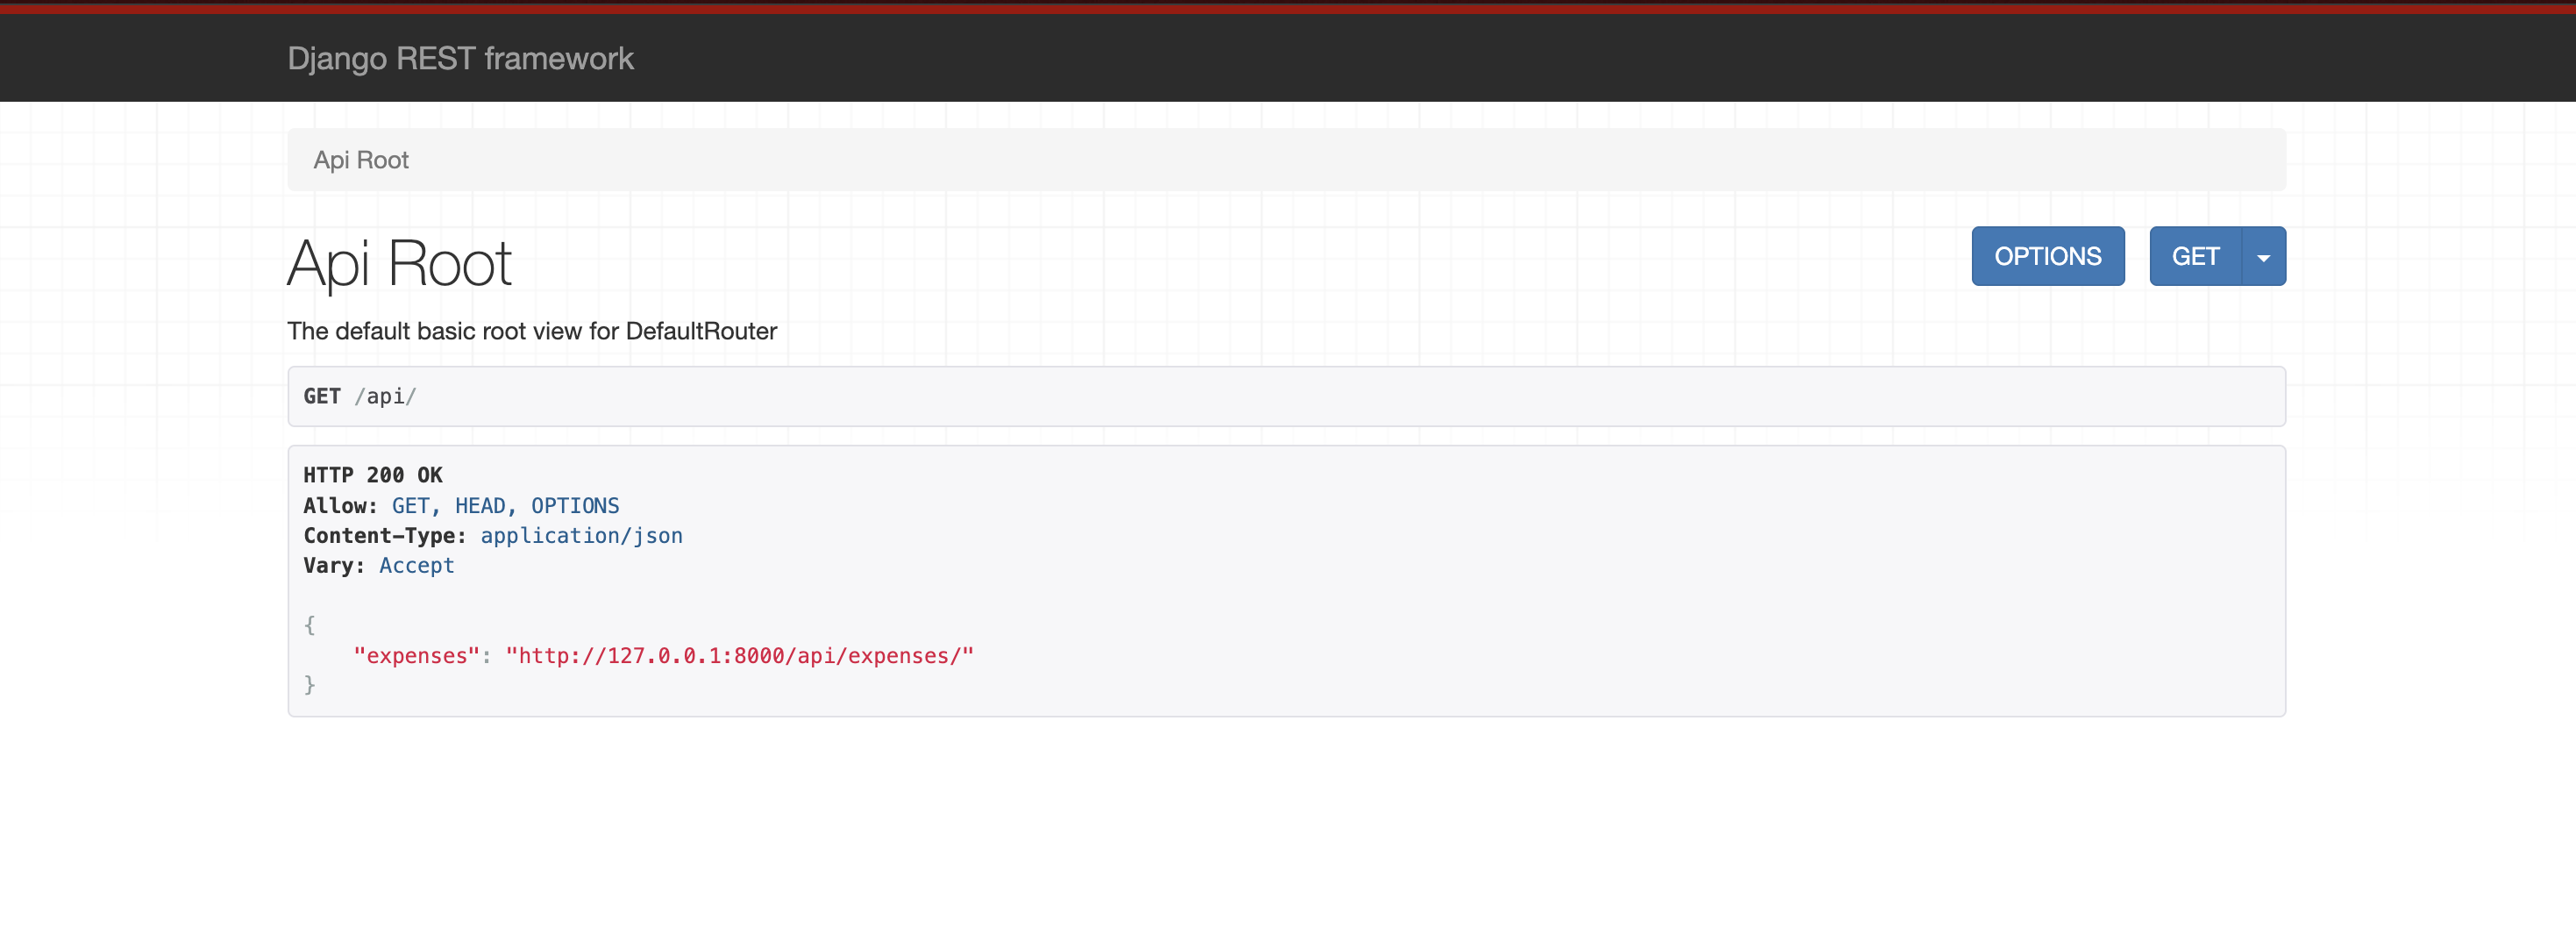 Django REST framework
Api Root
Api Root
OPTIONS
GET
The default basic root view for DefaultRouter
GET /api/
HTTP 200 OK
Allow: GET, HEAD, OPTIONS
Content-Type: application/json
Vary: Accept
{
    "expenses": "http://127.0.0.1:8000/api/expenses/"
}